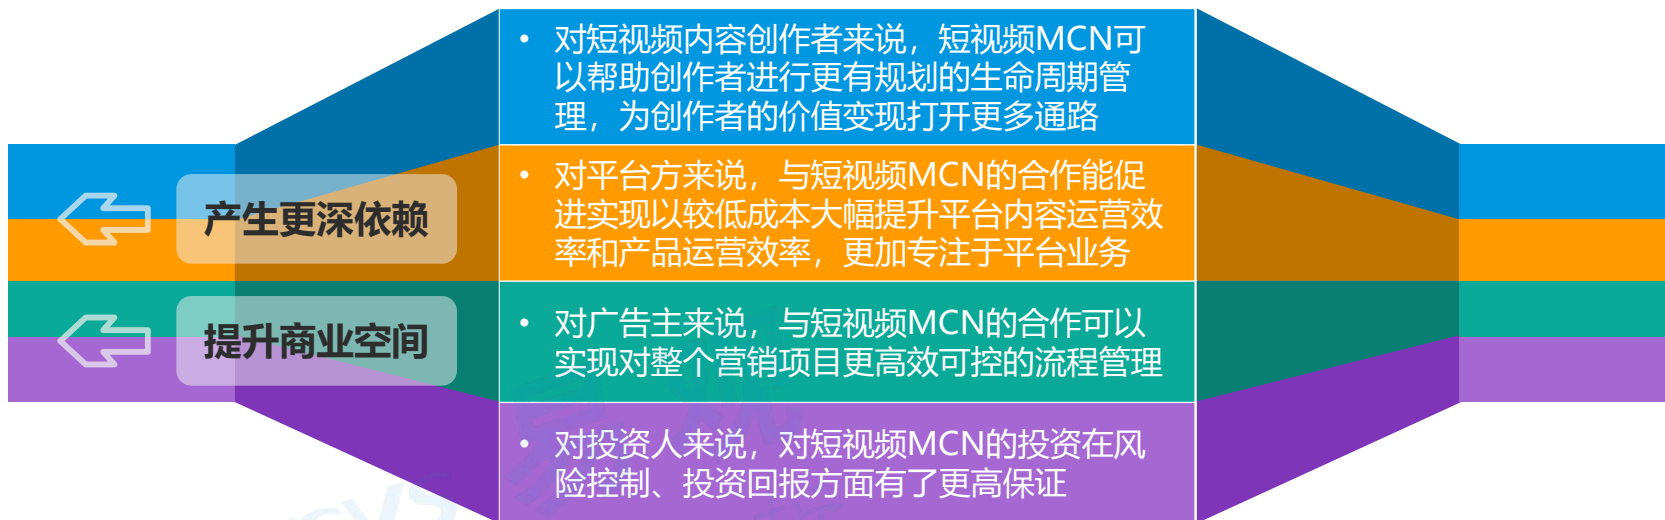 • 对短视频内容创作者来说，短视频MCN可
以帮助创作者进行更有规划的生命周期管
理，为创作者的价值变现打开更多通路
• 对平台方来说，与短视频MCN的合作能促
进实现以较低成本大幅提升平台内容运营效
率和产品运营效率，更加专注于平台业务
产生更深依赖
• 对广告主来说，与短视频MCN的合作可以
实现对整个营销项目更高效可控的流程管理
提升商业空间
• 对投资人来说，对短视频MCN的投资在风
险控制、投资回报方面有了更高保证
易观